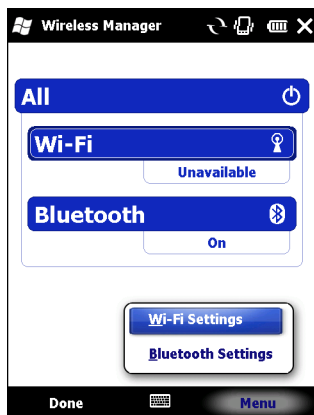 Wireless Manager
All
Wi-Fi
Unavailable
Bluetooth
On
Wi-Fi Settings
Bluetooth Settings
Done
Menu